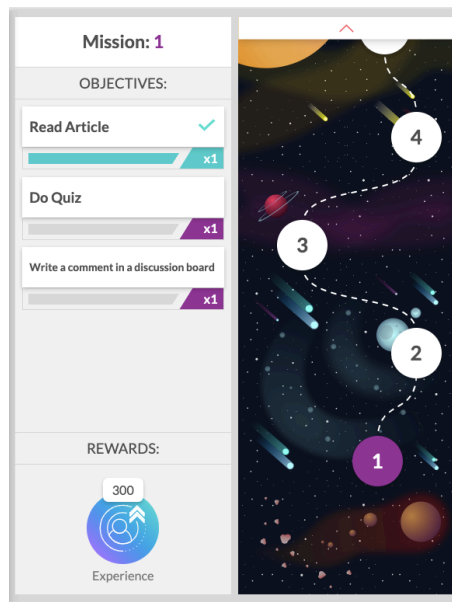 Mission: 1
OBJECTIVES:
Read Article
x1
Do Quiz
x1
Write a comment in a discussion board
x1
REWARDS:
300
Experience
4
3
2
1